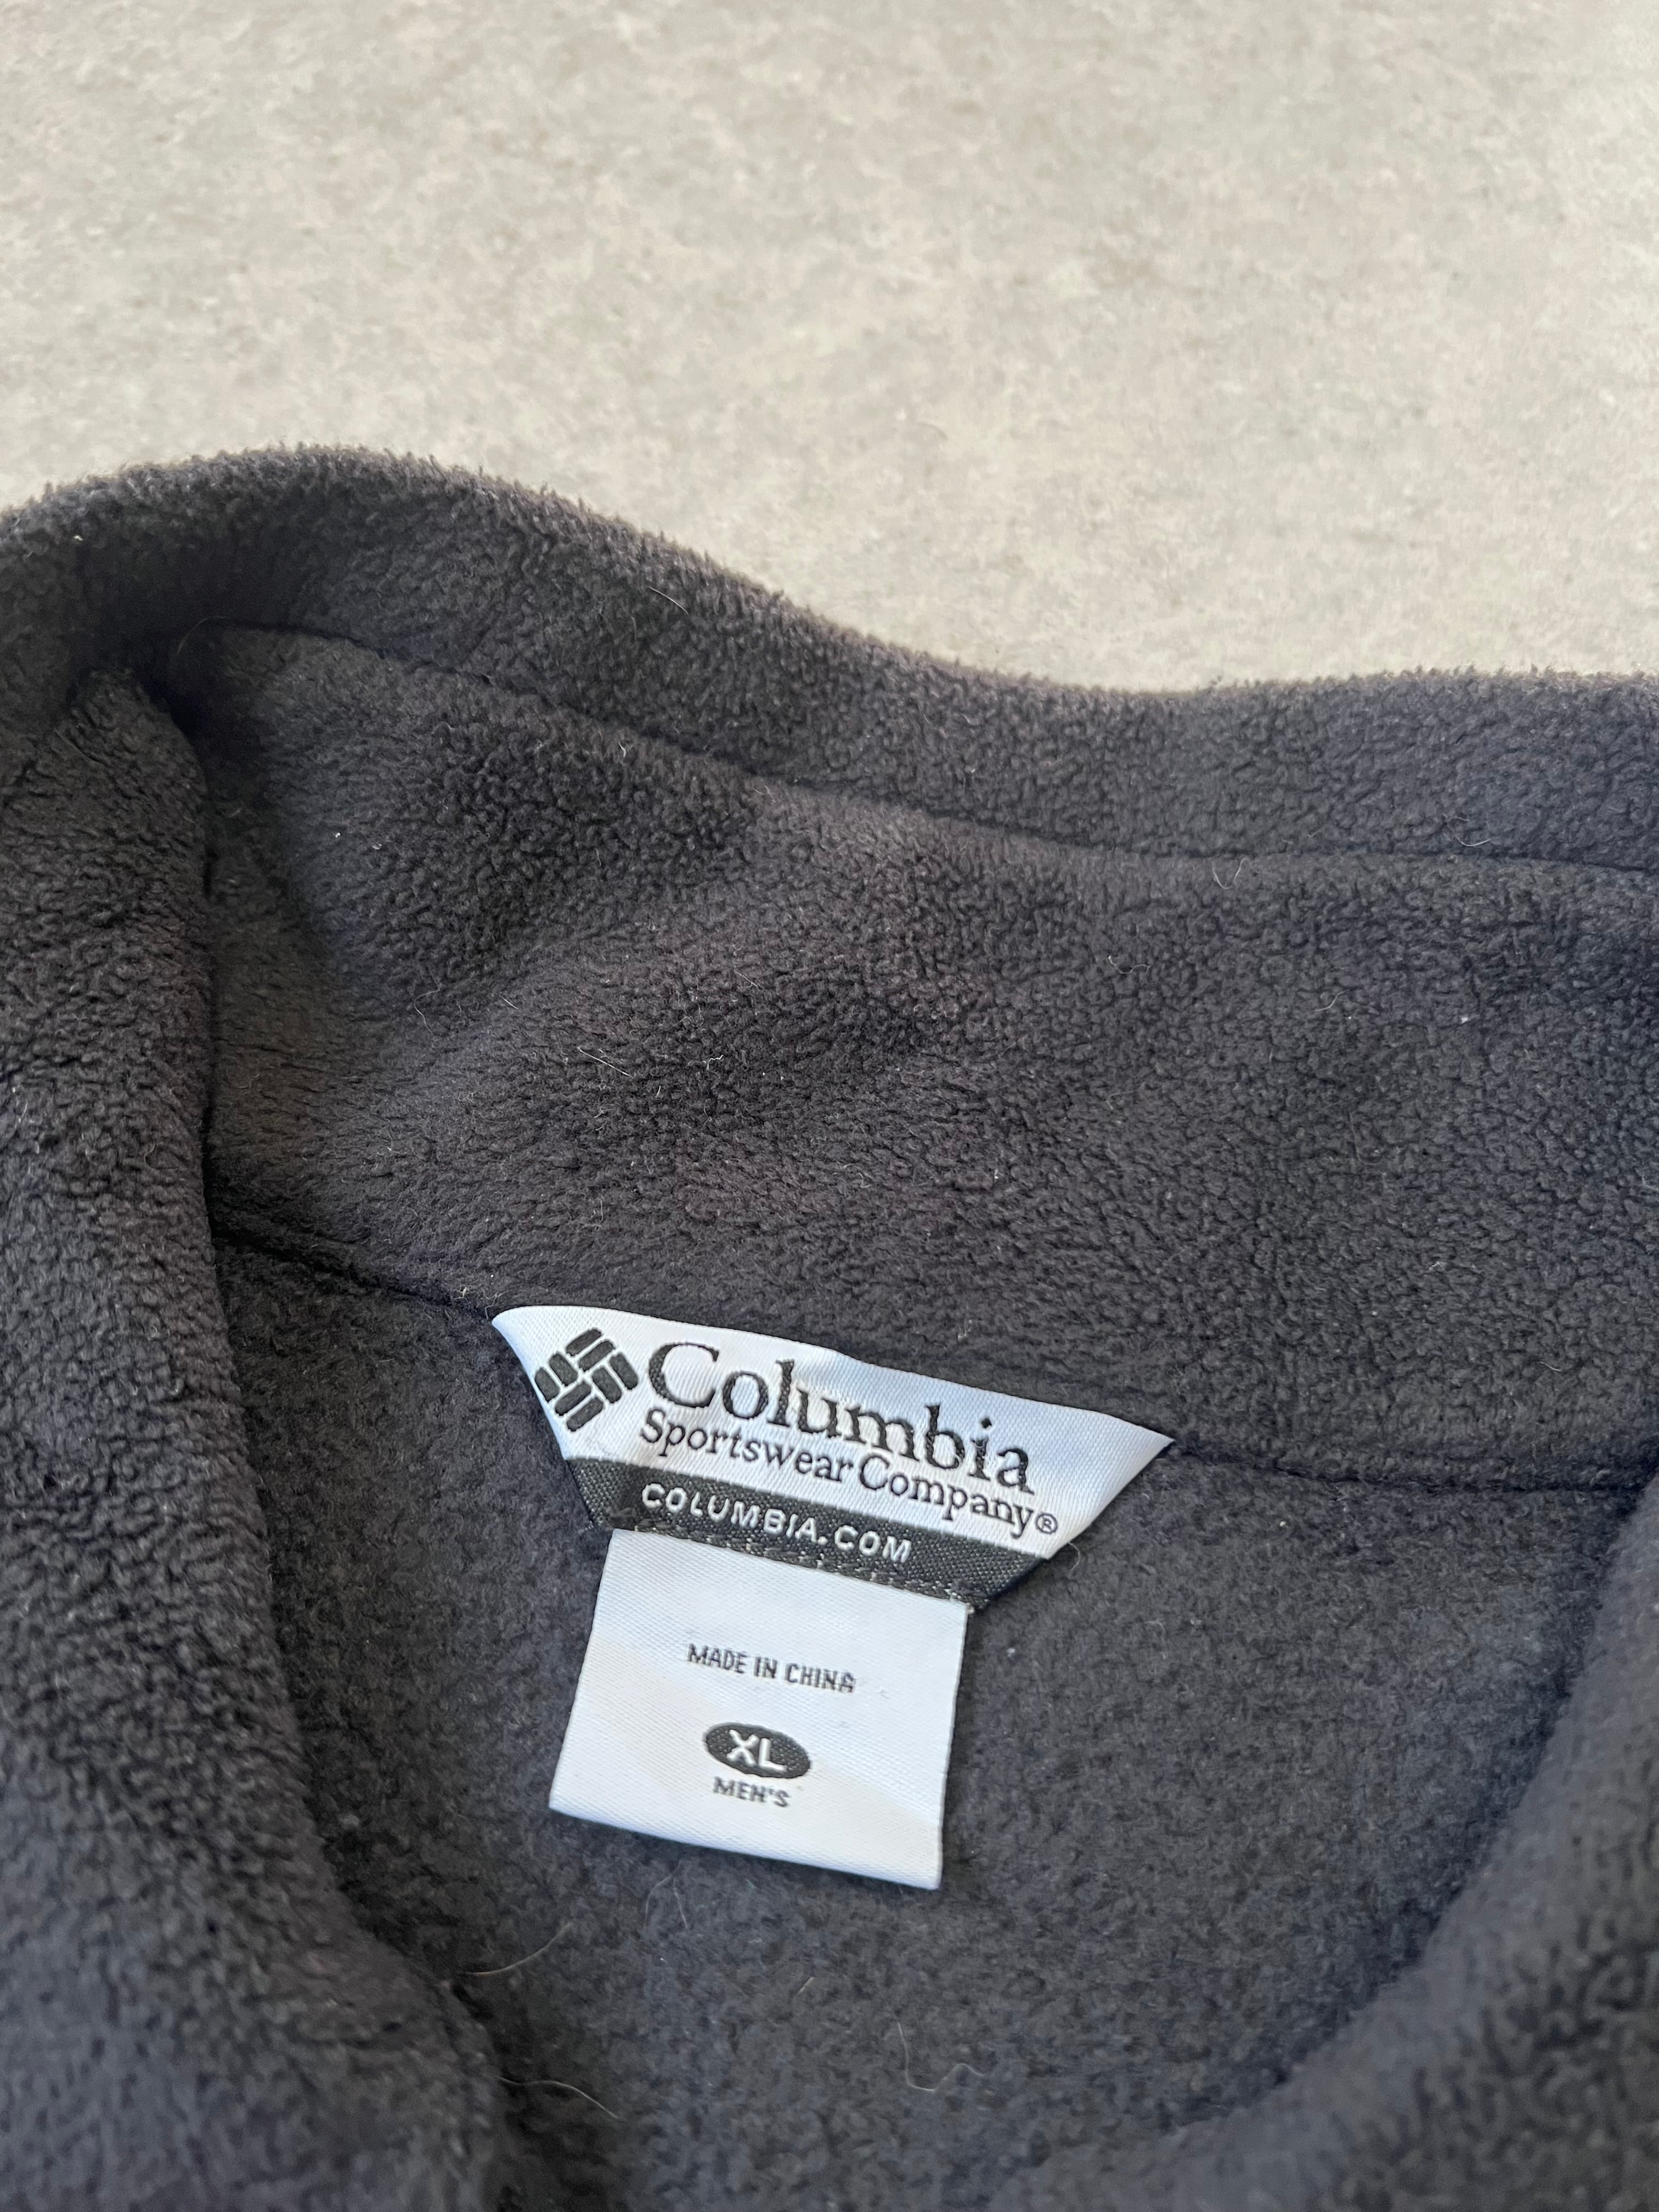 Columbia
Sportswear Company®
COLUMBIA.COM
MADE IN CHINA
XL
MEN'S